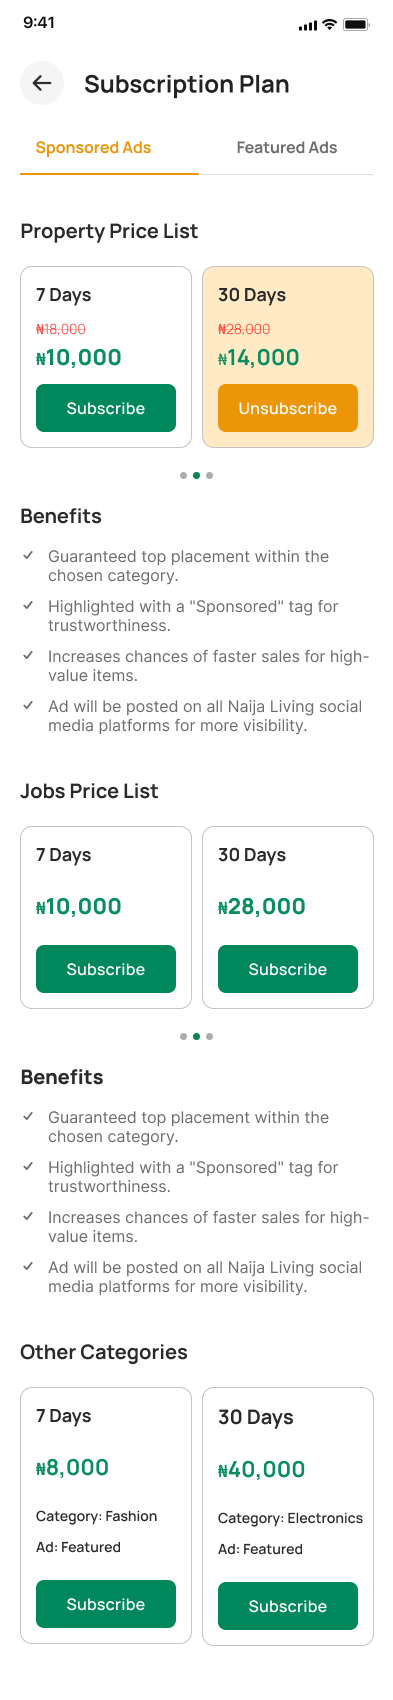 9:41
Subscription Plan
Sponsored Ads
Featured Ads
Property Price List
7 Days
₦18,000
₦10,000
Subscribe
30 Days
₦28,000
₦14,000
Unsubscribe
Benefits
Guaranteed top placement within the
chosen category.
Highlighted with a "Sponsored" tag for
trustworthiness.
Increases chances of faster sales for high-
value items.
Ad will be posted on all Naija Living social
media platforms for more visibility.
Jobs Price List
7 Days
₦10,000
Subscribe
30 Days
₦28,000
Subscribe
Benefits
Guaranteed top placement within the
chosen category.
Highlighted with a "Sponsored" tag for
trustworthiness.
Increases chances of faster sales for high-
value items.
Ad will be posted on all Naija Living social
media platforms for more visibility.
Other Categories
7 Days
₦8,000
Category: Fashion
Ad: Featured
Subscribe
30 Days
₦40,000
Category: Electronics
Ad: Featured
Subscribe